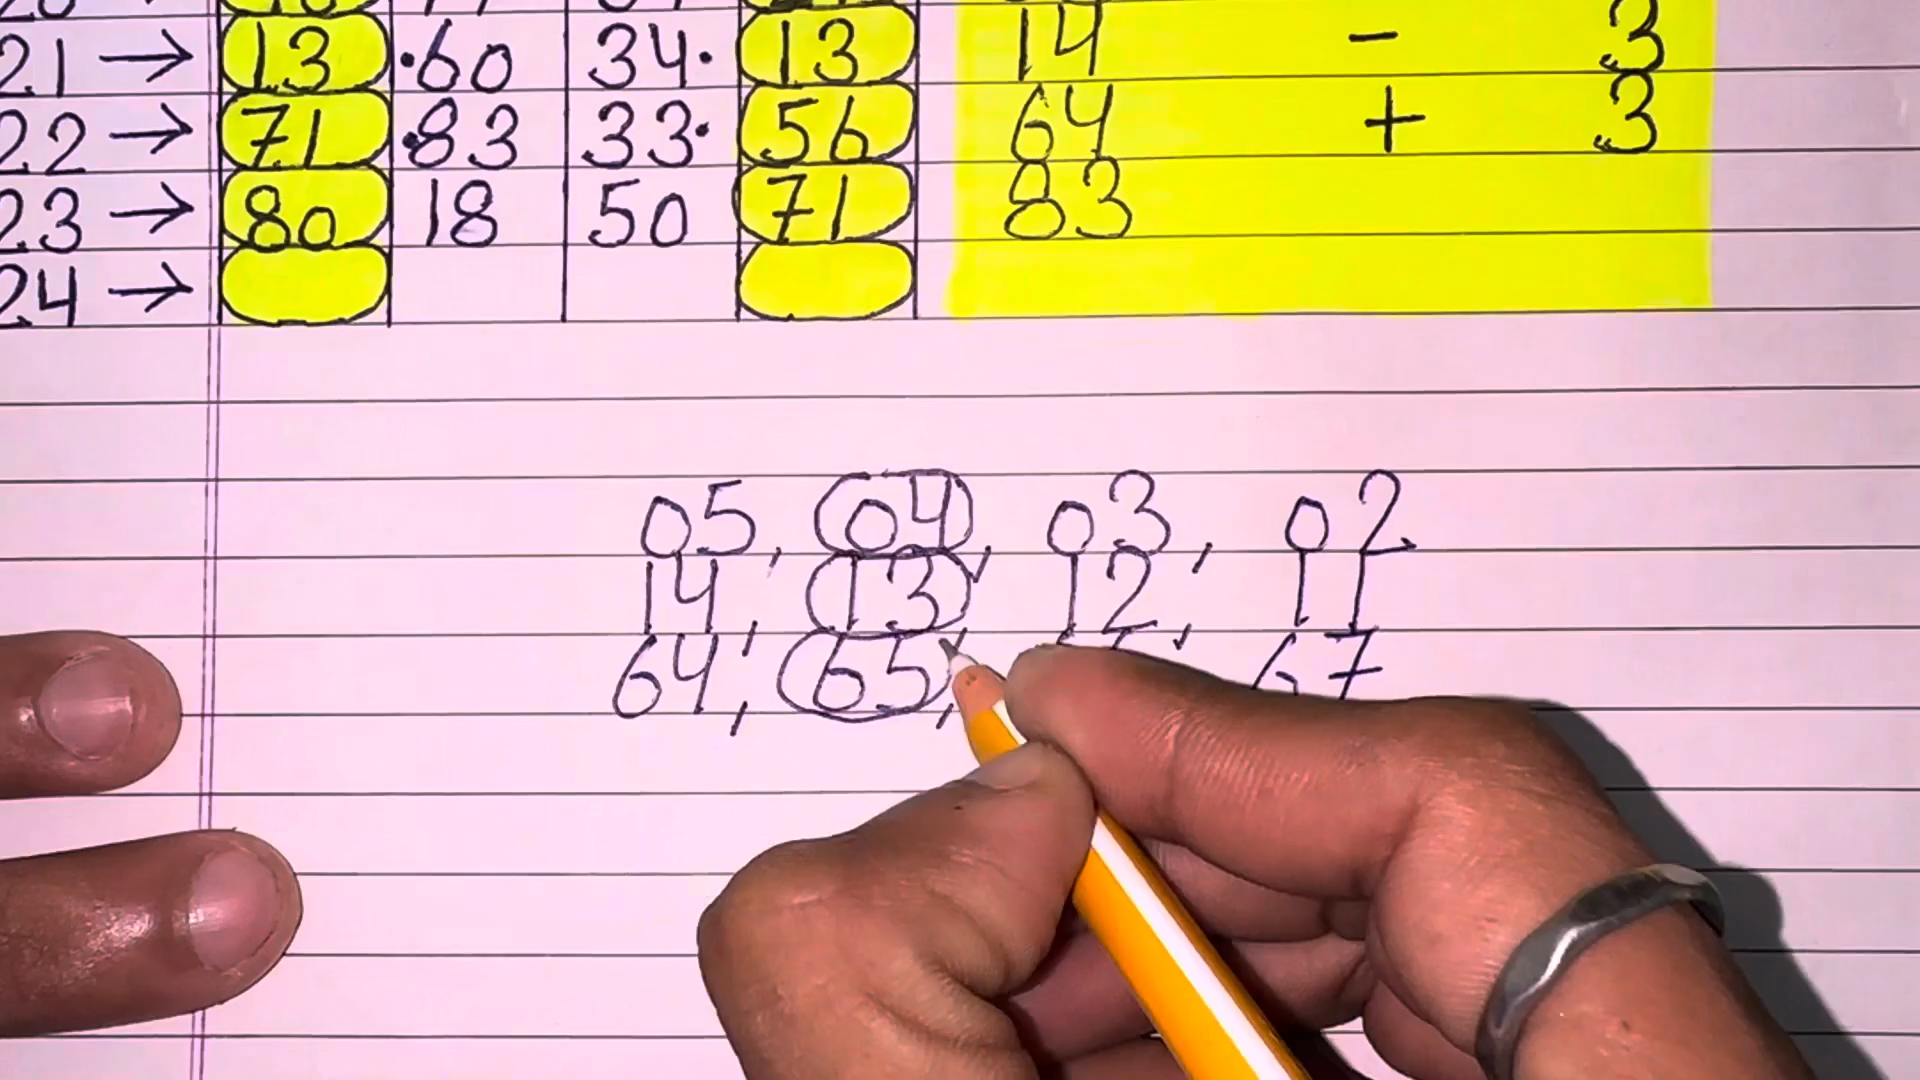 21 → 13 ·60 34· 13 14 - 3
22 → 71 ·83 33· 56 64 + 3
23 → 80 18 50 71 83
24 →
05, 04, 03, 02
14, 13, 12, 11
64, 65, 67